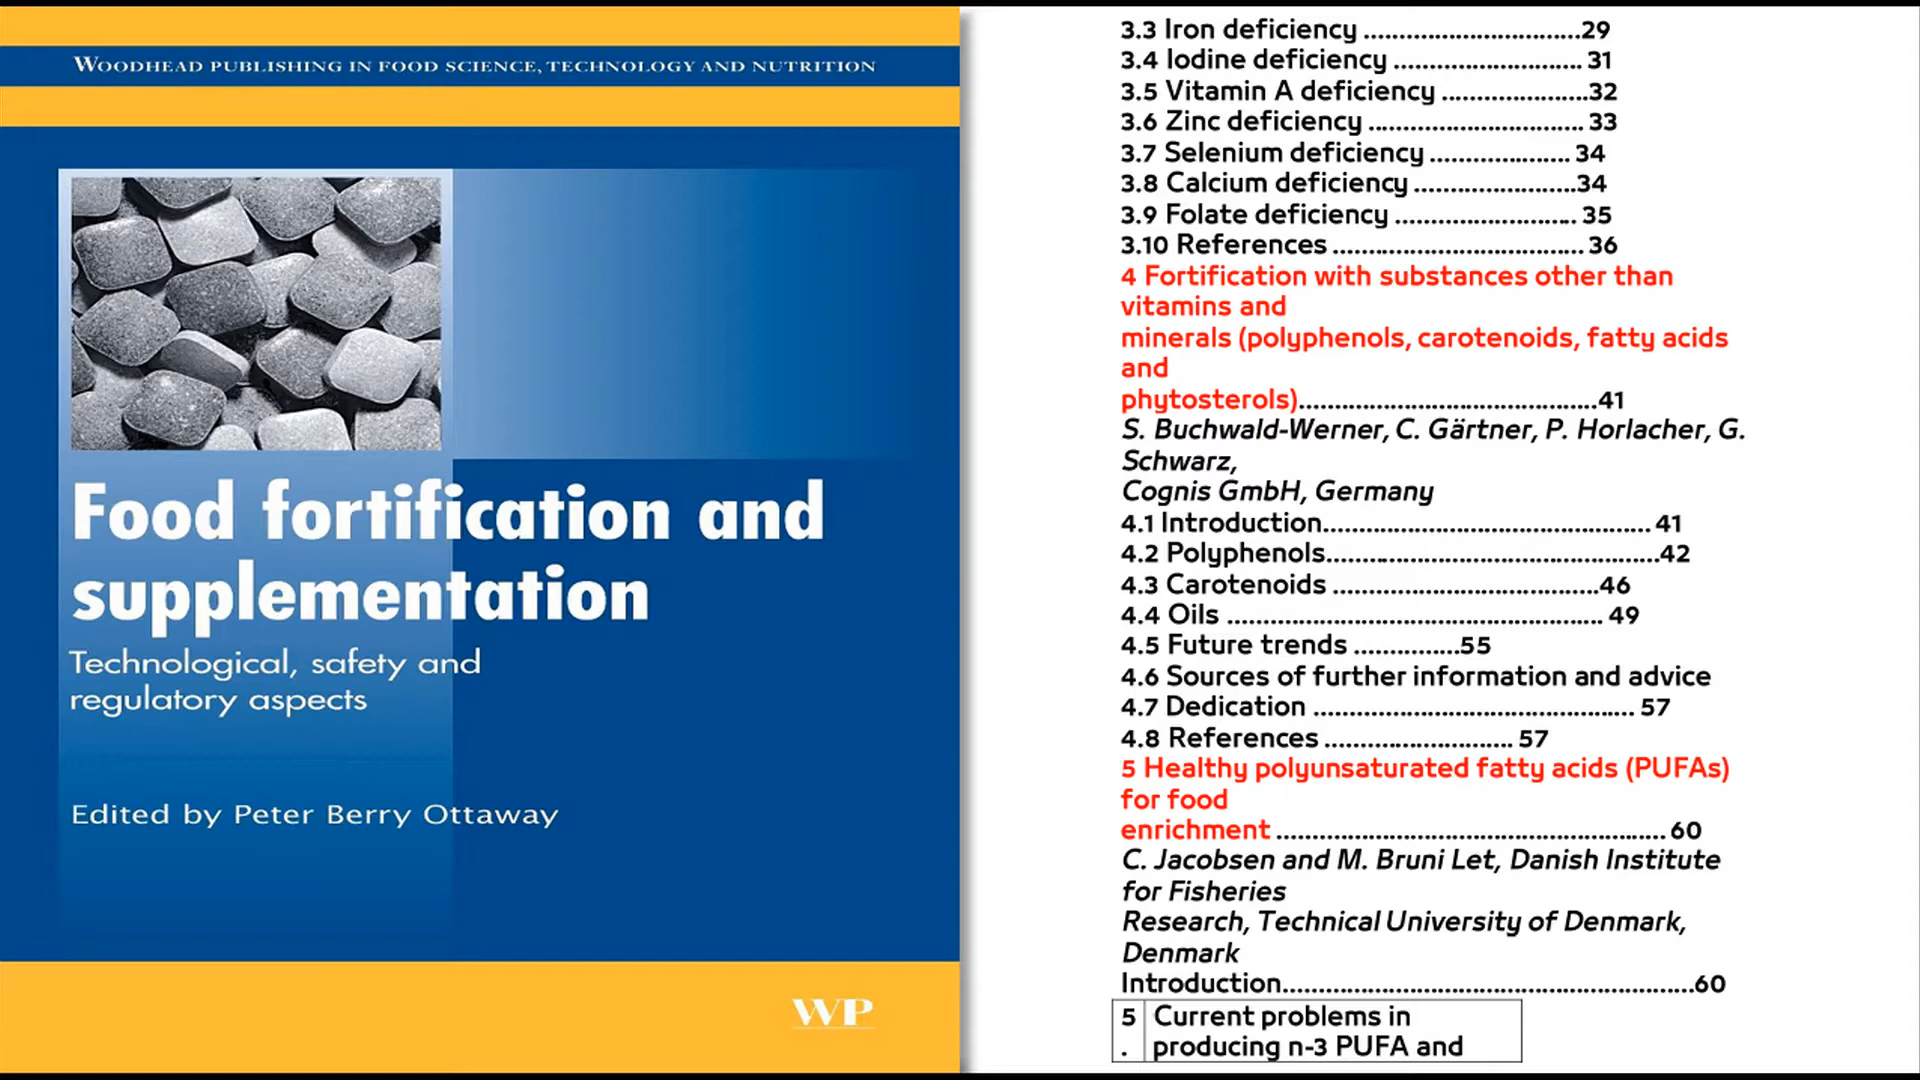 WOODHEAD PUBLISHING IN FOOD SCIENCE, TECHNOLOGY AND NUTRITION
Food fortification and
supplementation
Technological, safety and
regulatory aspects
Edited by Peter Berry Ottaway
WP
3.3 Iron deficiency ..............................29
3.4 Iodine deficiency .......................... 31
3.5 Vitamin A deficiency ....................32
3.6 Zinc deficiency .............................. 33
3.7 Selenium deficiency ................... 34
3.8 Calcium deficiency ......................34
3.9 Folate deficiency ......................... 35
3.10 References .................................. 36
4 Fortification with substances other than
vitamins and
minerals (polyphenols, carotenoids, fatty acids
and
phytosterols).........................................41
S. Buchwald-Werner, C. Gärtner, P. Horlacher, G.
Schwarz,
Cognis GmbH, Germany
4.1 Introduction............................................. 41
4.2 Polyphenols..............................................42
4.3 Carotenoids .....................................46
4.4 Oils .................................................... 49
4.5 Future trends ...............55
4.6 Sources of further information and advice
4.7 Dedication ............................................ 57
4.8 References .......................... 57
5 Healthy polyunsaturated fatty acids (PUFAs)
for food
enrichment ..................................................... 60
C. Jacobsen and M. Bruni Let, Danish Institute
for Fisheries
Research, Technical University of Denmark,
Denmark
Introduction.........................................................60
5 Current problems in
. producing n-3 PUFA and